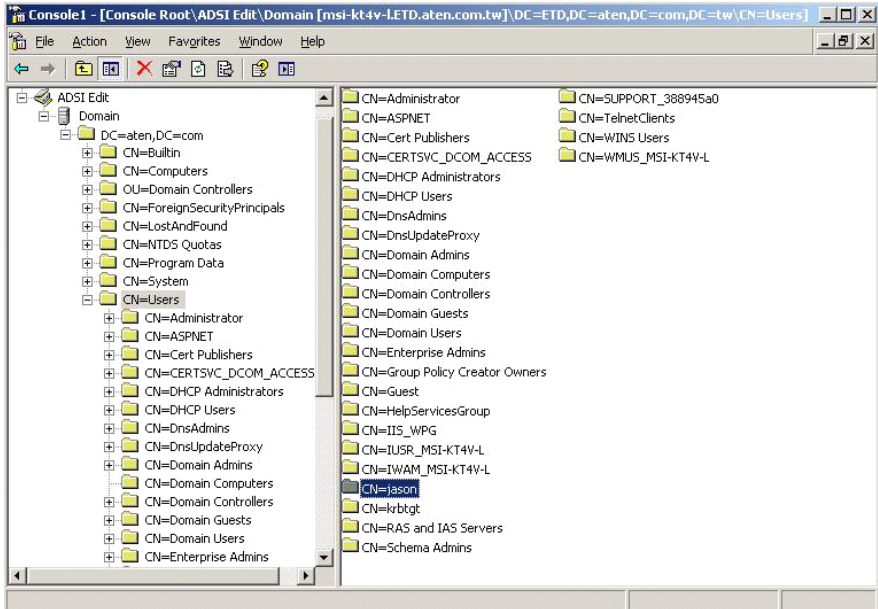 Console1 - [Console Root\ADSI Edit\Domain [msi-kt4v-l.ETD.aten.com.tw]\DC=ETD,DC=aten,DC=com,DC=tw\CN=Users]
File Action View Favorites Window Help
ADSI Edit
Domain
DC=aten,DC=com
CN=Builtin
CN=Computers
OU=Domain Controllers
CN=ForeignSecurityPrincipals
CN=LostAndFound
CN=NTDS Quotas
CN=Program Data
CN=System
CN=Users
CN=Administrator
CN=ASPNET
CN=Cert Publishers
CN=CERTSVC_DCOM_ACCESS
CN=DHCP Administrators
CN=DHCP Users
CN=DnsAdmins
CN=DnsUpdateProxy
CN=Domain Admins
CN=Domain Computers
CN=Domain Controllers
CN=Domain Guests
CN=Domain Users
CN=Enterprise Admins
CN=Administrator
CN=ASPNET
CN=Cert Publishers
CN=CERTSVC_DCOM_ACCESS
CN=DHCP Administrators
CN=DHCP Users
CN=DnsAdmins
CN=DnsUpdateProxy
CN=Domain Admins
CN=Domain Computers
CN=Domain Controllers
CN=Domain Guests
CN=Domain Users
CN=Enterprise Admins
CN=Group Policy Creator Owners
CN=Guest
CN=HelpServicesGroup
CN=IIS_WPG
CN=IUSR_MSI-KT4V-L
CN=IWAM_MSI-KT4V-L
CN=jason
CN=krbtgt
CN=RAS and IAS Servers
CN=Schema Admins
CN=SUPPORT_388945a0
CN=TelnetClients
CN=WINS Users
CN=WMUS_MSI-KT4V-L